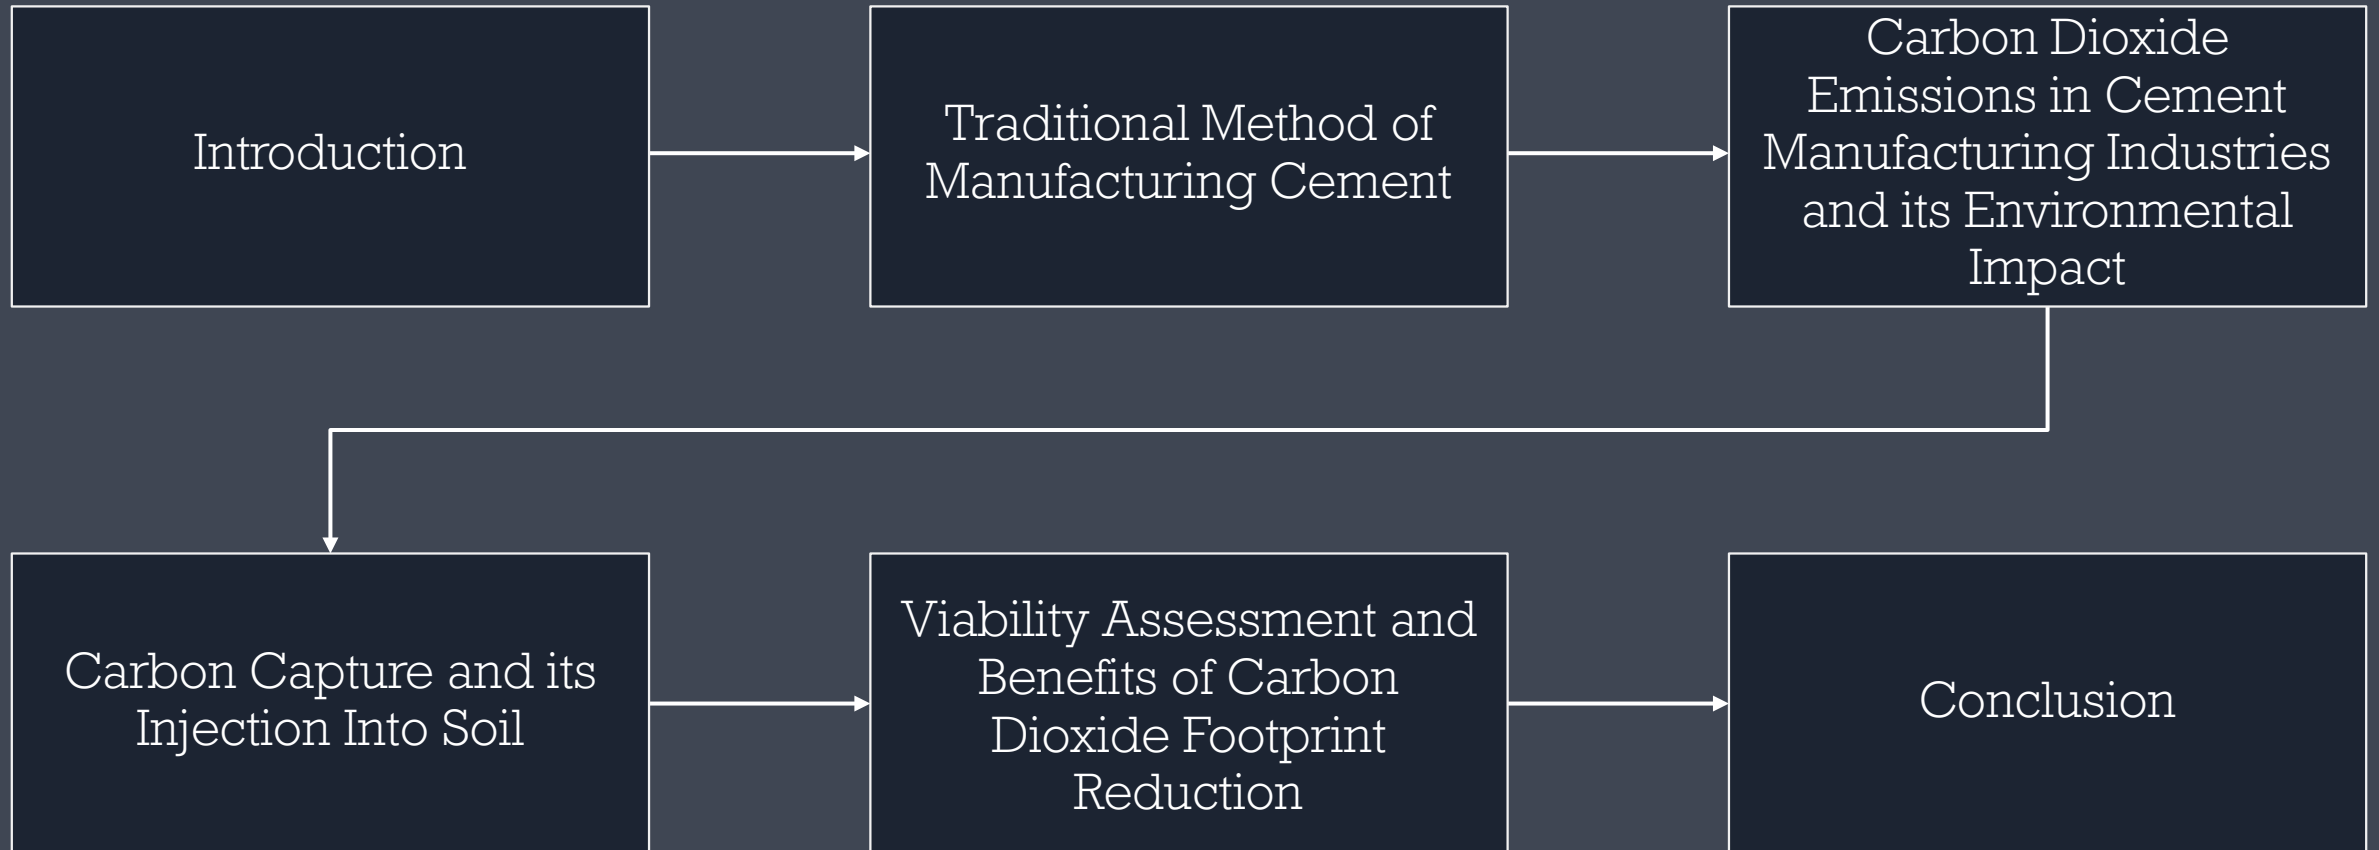 Introduction
Traditional Method of
Manufacturing Cement
Carbon Dioxide
Emissions in Cement
Manufacturing Industries
and its Environmental
Impact
Carbon Capture and its
Injection Into Soil
Viability Assessment and
Benefits of Carbon
Dioxide Footprint
Reduction
Conclusion